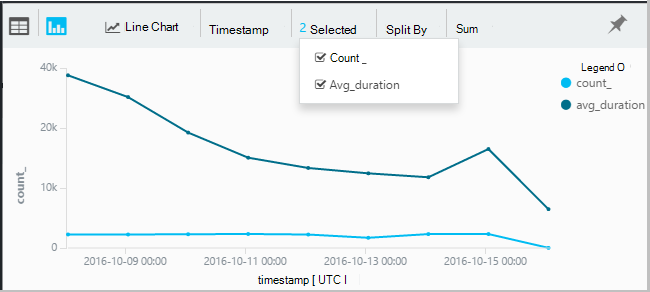 Line Chart Timestamp 2 Selected Split By Sum
Count_
Avg_duration
Legend O
count_
avg_duration
40k
20k
10k
0
count_
2016-10-09 00:00 2016-10-11 00:00 2016-10-13 00:00 2016-10-15 00:00
timestamp [ UTC I